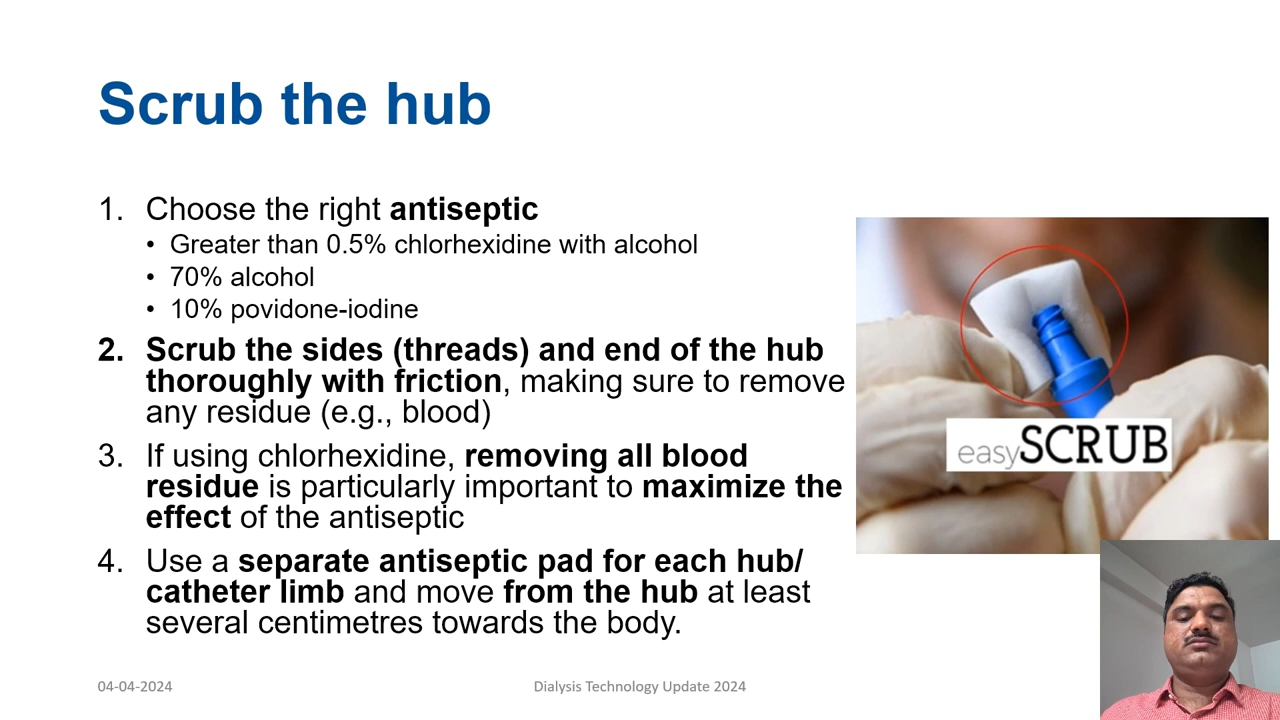 Scrub the hub
1. Choose the right antiseptic
• Greater than 0.5% chlorhexidine with alcohol
• 70% alcohol
• 10% povidone-iodine
2. Scrub the sides (threads) and end of the hub
thoroughly with friction, making sure to remove
any residue (e.g., blood)
3. If using chlorhexidine, removing all blood
residue is particularly important to maximize the
effect of the antiseptic
4. Use a separate antiseptic pad for each hub/
catheter limb and move from the hub at least
several centimetres towards the body.
easySCRUB
04-04-2024
Dialysis Technology Update 2024